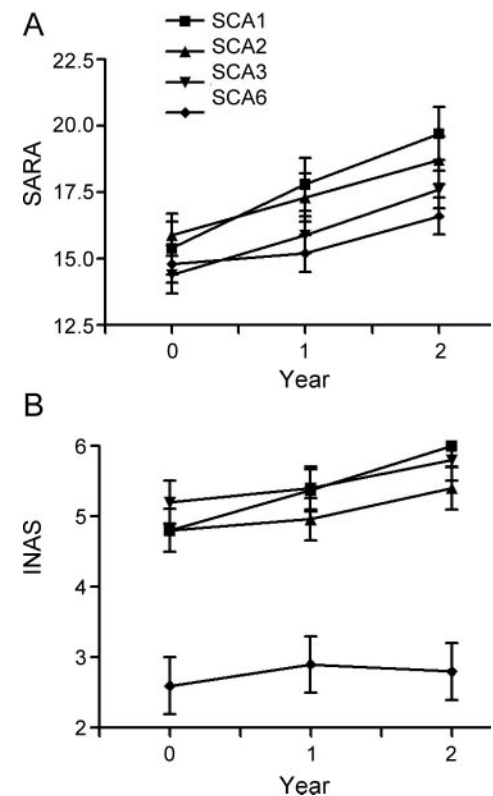 A
SCA1
SCA2
SCA3
SCA6
22.5
20.0
17.5
15.0
12.5
SARA
0 1 2
Year
B
6
5
4
3
2
INAS
0 1 2
Year